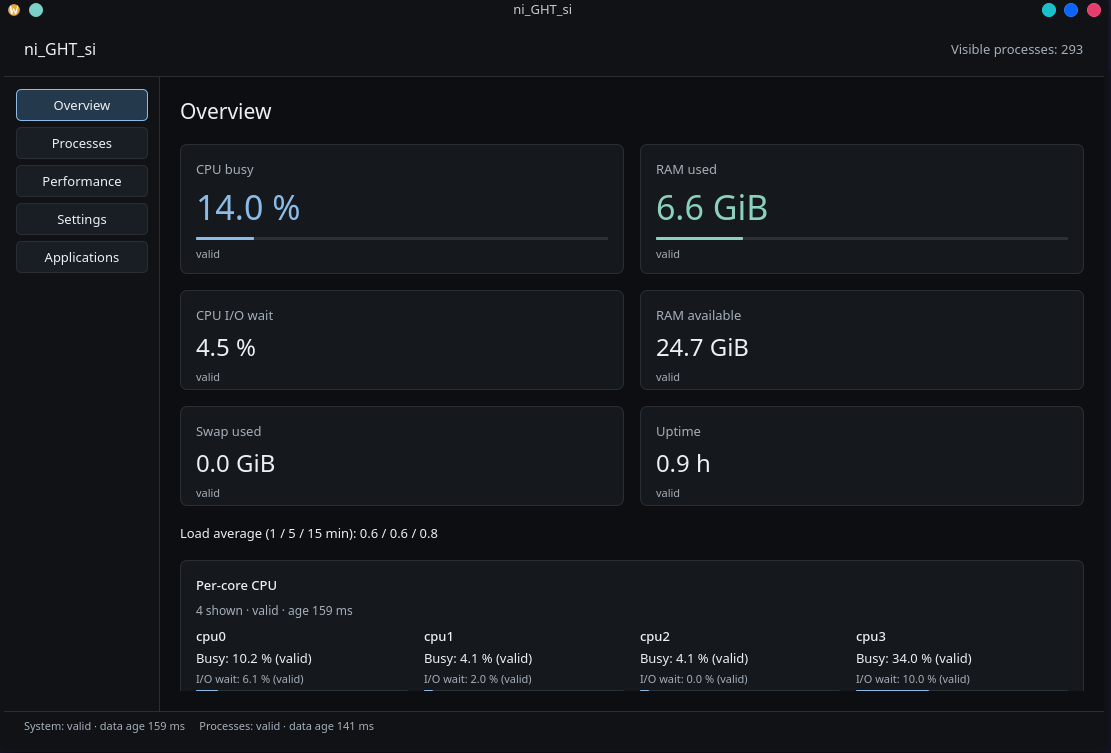 ni_GHT_si
ni_GHT_si
Visible processes: 293
Overview
Processes
Performance
Settings
Applications
Overview
CPU busy
14.0 %
valid
RAM used
6.6 GiB
valid
CPU I/O wait
4.5 %
valid
RAM available
24.7 GiB
valid
Swap used
0.0 GiB
valid
Uptime
0.9 h
valid
Load average (1 / 5 / 15 min): 0.6 / 0.6 / 0.8
Per-core CPU
4 shown · valid · age 159 ms
cpu0
Busy: 10.2 % (valid)
I/O wait: 6.1 % (valid)
cpu1
Busy: 4.1 % (valid)
I/O wait: 2.0 % (valid)
cpu2
Busy: 4.1 % (valid)
I/O wait: 0.0 % (valid)
cpu3
Busy: 34.0 % (valid)
I/O wait: 10.0 % (valid)
System: valid · data age 159 ms
Processes: valid · data age 141 ms